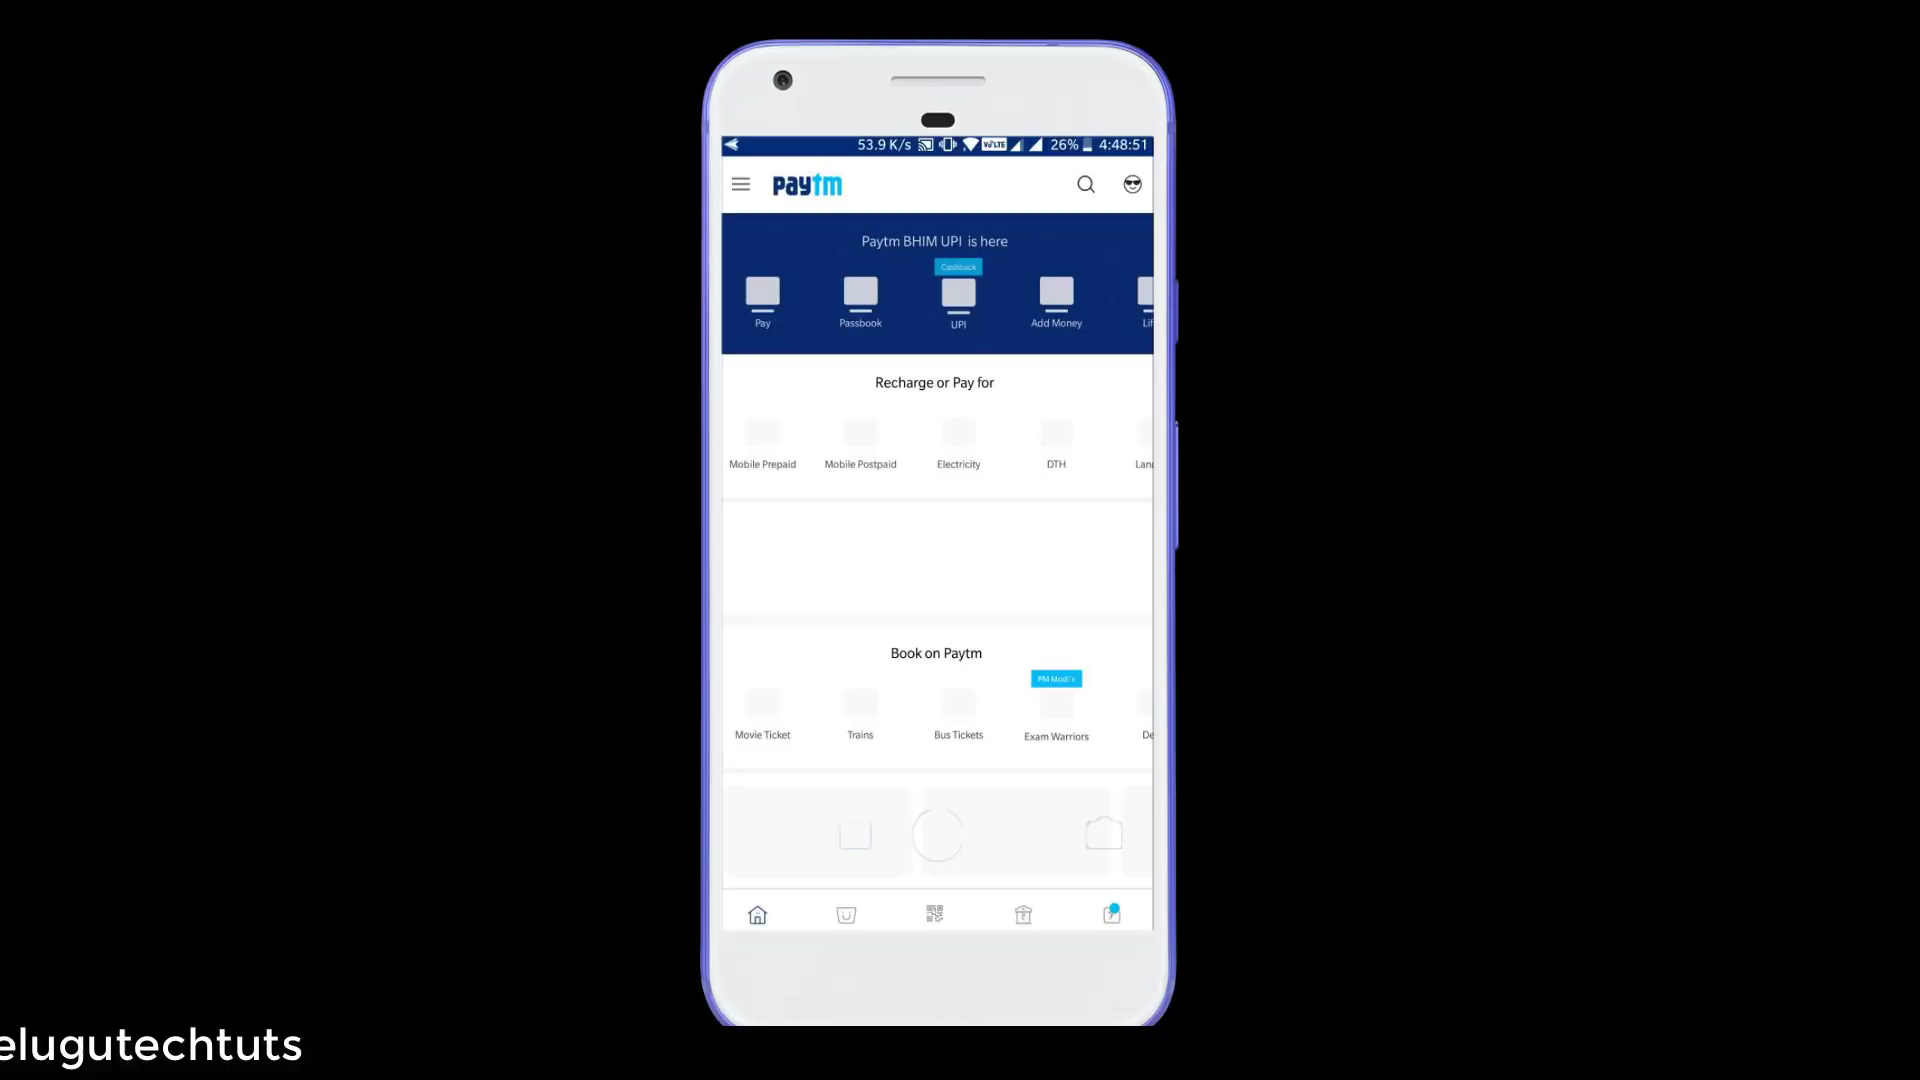 53.9 K/s VoLTE 26% 4:48:51
paytm
Paytm BHIM UPI is here
Cashback
Pay Passbook UPI Add Money Lif
Recharge or Pay for
Mobile Prepaid Mobile Postpaid Electricity DTH Land
Book on Paytm
PM Modi's
Movie Ticket Trains Bus Tickets Exam Warriors De
elugutechtuts